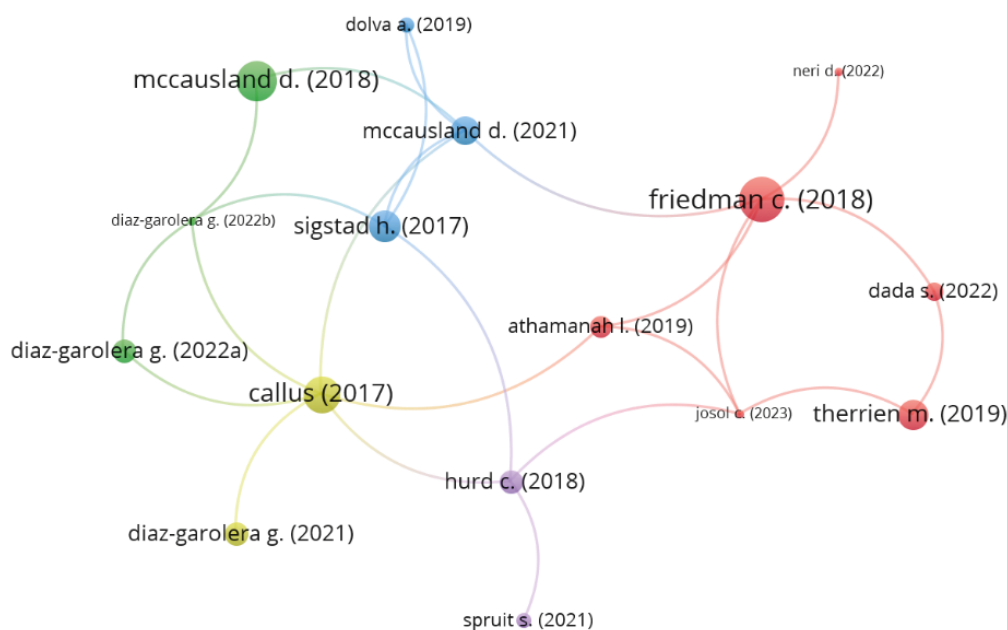 dolva a. (2019)
mccausland d. (2018)
neri d. (2022)
mccausland d. (2021)
friedman c. (2018)
diaz-garolera g. (2022b)
sigstad h. (2017)
dada s. (2022)
athamanah l. (2019)
diaz-garolera g. (2022a)
callus (2017)
josol c. (2023)
therrien m. (2019)
hurd c. (2018)
diaz-garolera g. (2021)
spruit s. (2021)